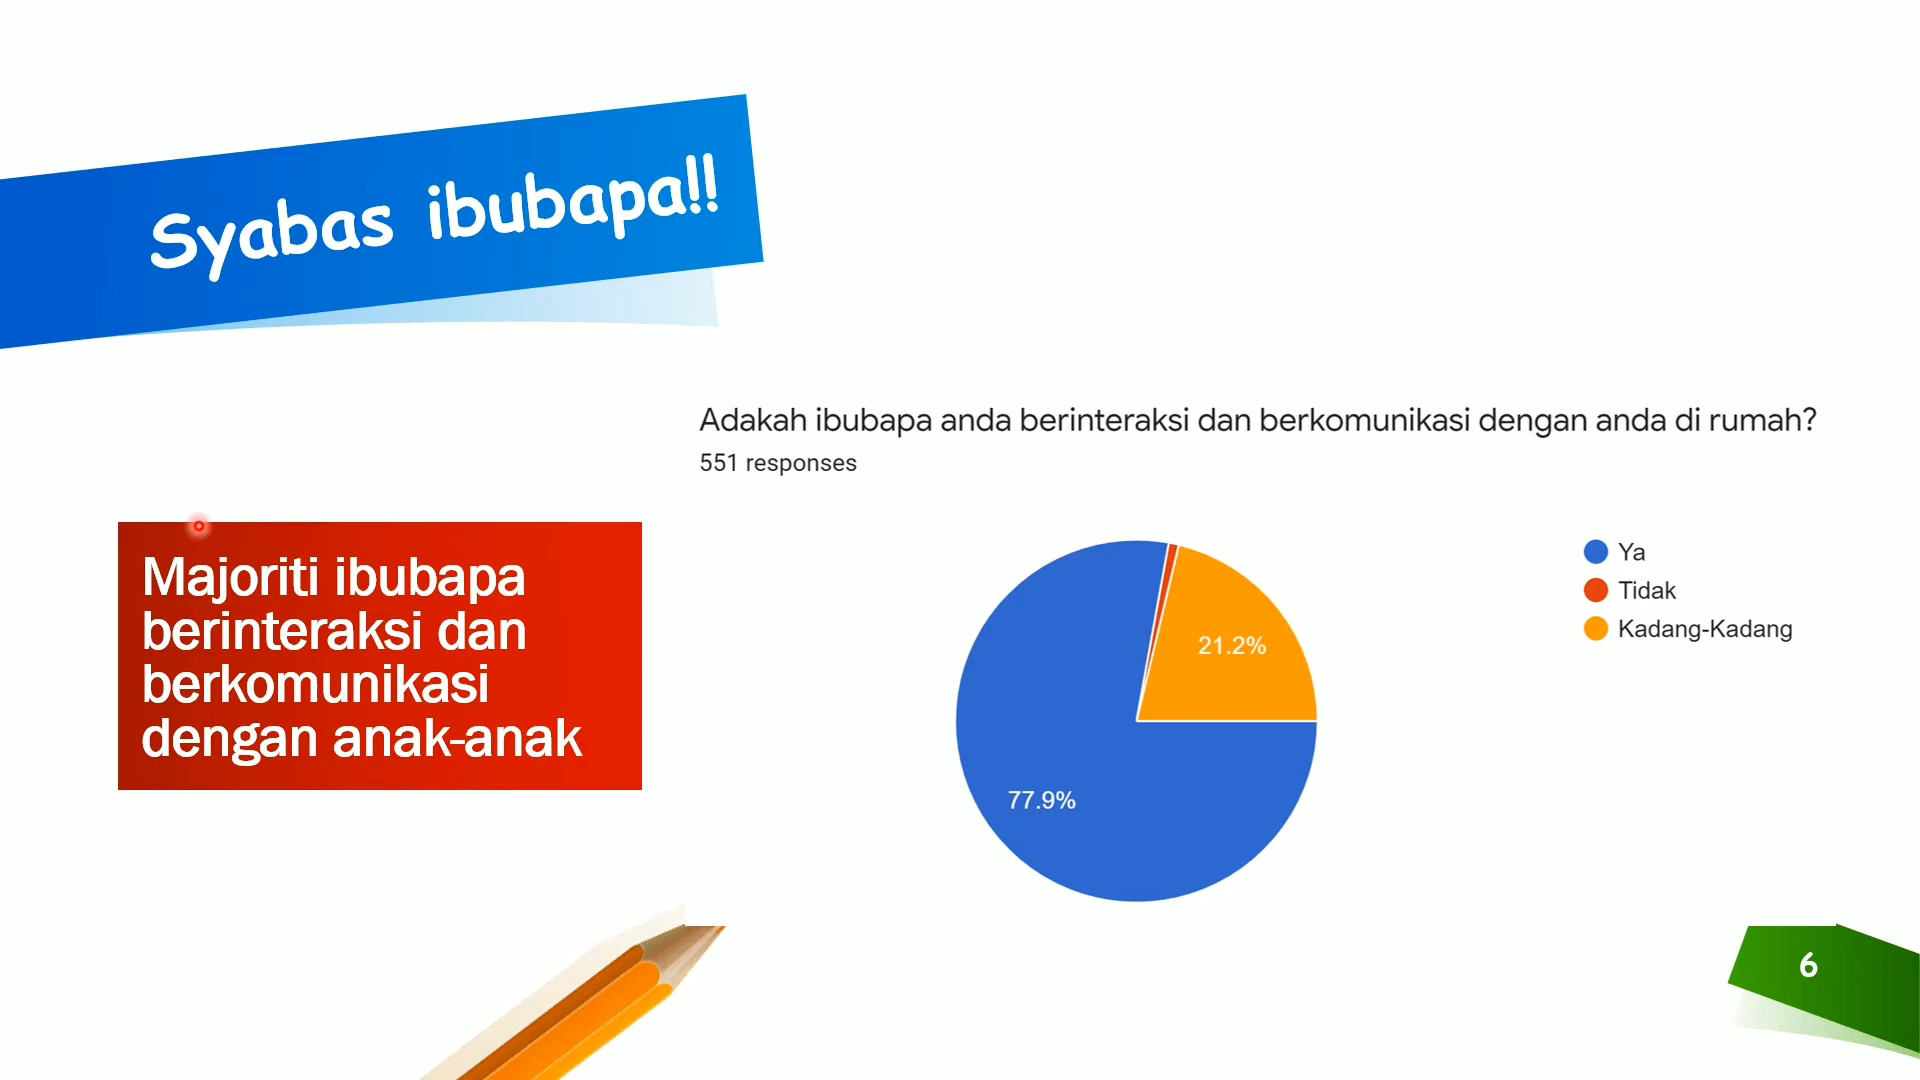 Syabas ibubapa!!
Adakah ibubapa anda berinteraksi dan berkomunikasi dengan anda di rumah?
551 responses
Majoriti ibubapa
berinteraksi dan
berkomunikasi
dengan anak-anak
Ya
Tidak
Kadang-Kadang
21.2%
77.9%
6